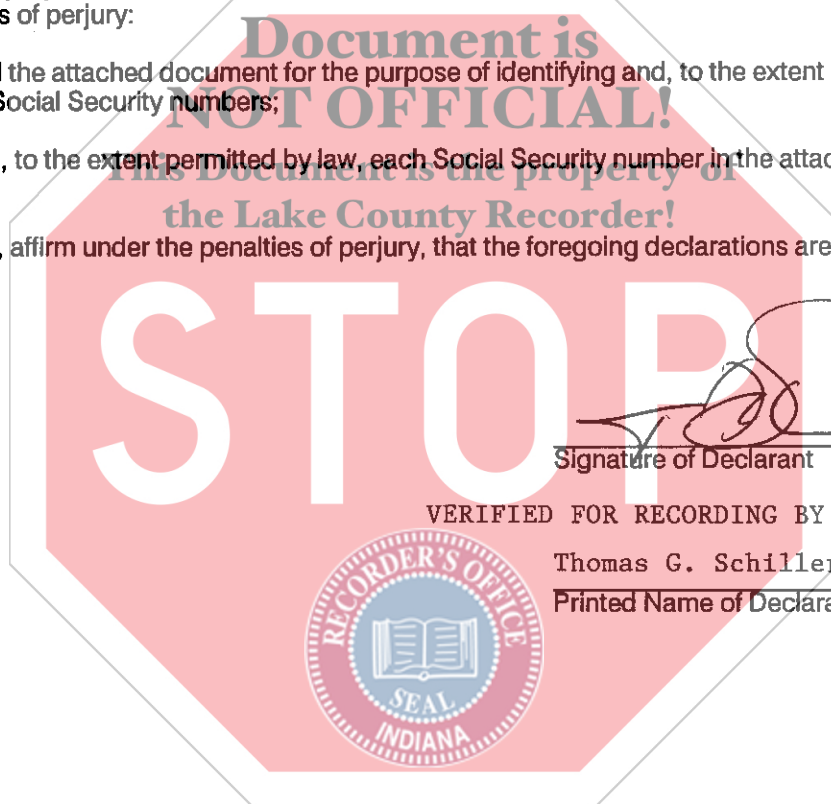 s of perjury:
Document is
the attached document for the purpose of identifying and, to the extent
Social Security numbers;
NOT OFFICIAL!
, to the extent permitted by law, each Social Security number in the attac
This Document is the property of
the Lake County Recorder!
, affirm under the penalties of perjury, that the foregoing declarations are
STOP
Signature of Declarant
VERIFIED FOR RECORDING BY
Thomas G. Schiller
Printed Name of Declara
RECORDER'S OFFICE
SEAL
INDIANA